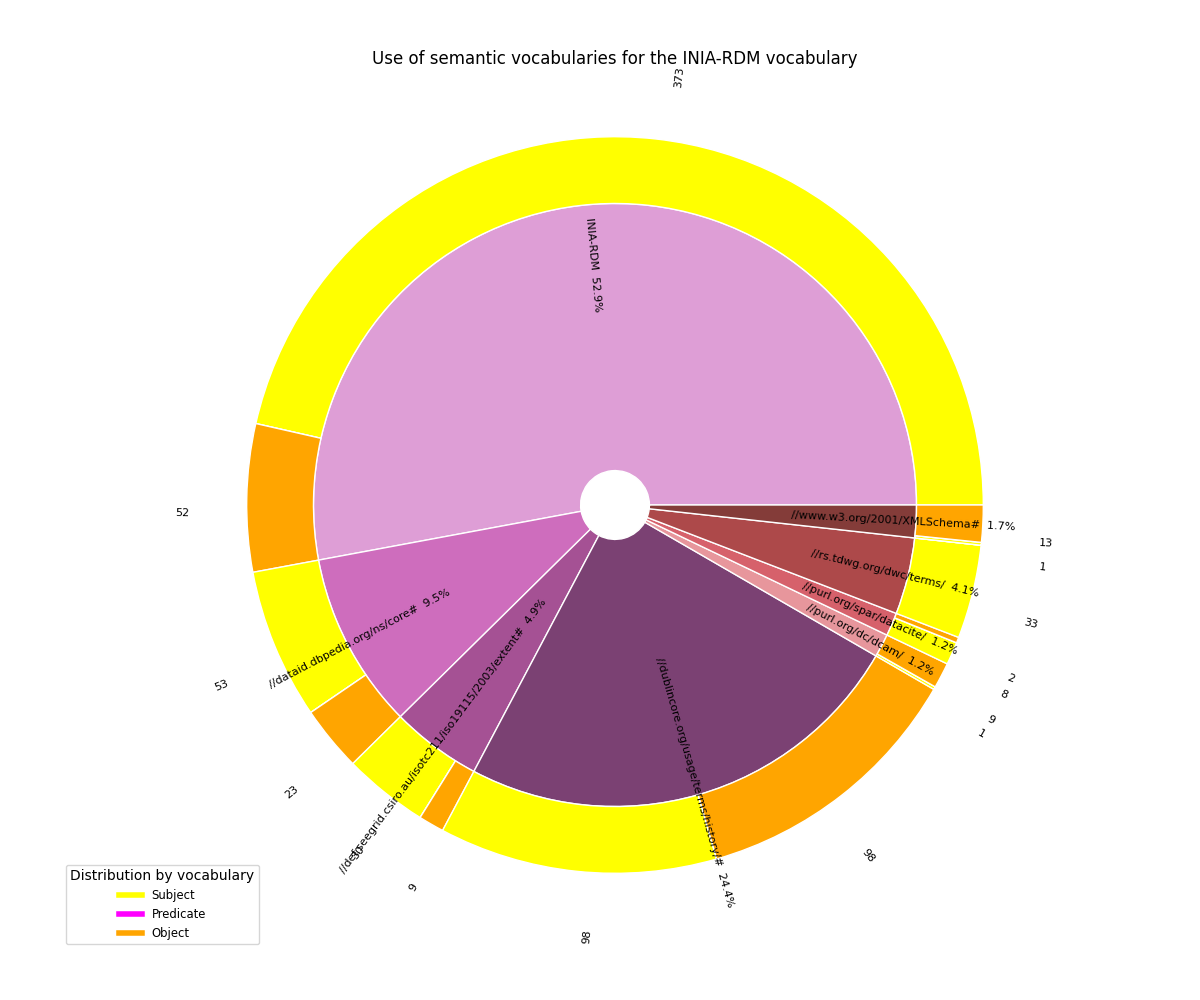 Use of semantic vocabularies for the INIA-RDM vocabulary
373
INIA-RDM 52.9%
52
//dataid.dbpedia.org/ns/core# 9.5%
53
23
//def.seegrid.csiro.au/isotc211/iso19115/2003/extent# 4.9%
30
9
//dublincore.org/usage/terms/history/# 24.4%
98
98
//purl.org/dc/dcam/ 1.2%
1
9
//purl.org/spar/datacite/ 1.2%
8
2
//rs.tdwg.org/dwc/terms/ 4.1%
33
1
//www.w3.org/2001/XMLSchema# 1.7%
13
Distribution by vocabulary
Subject
Predicate
Object